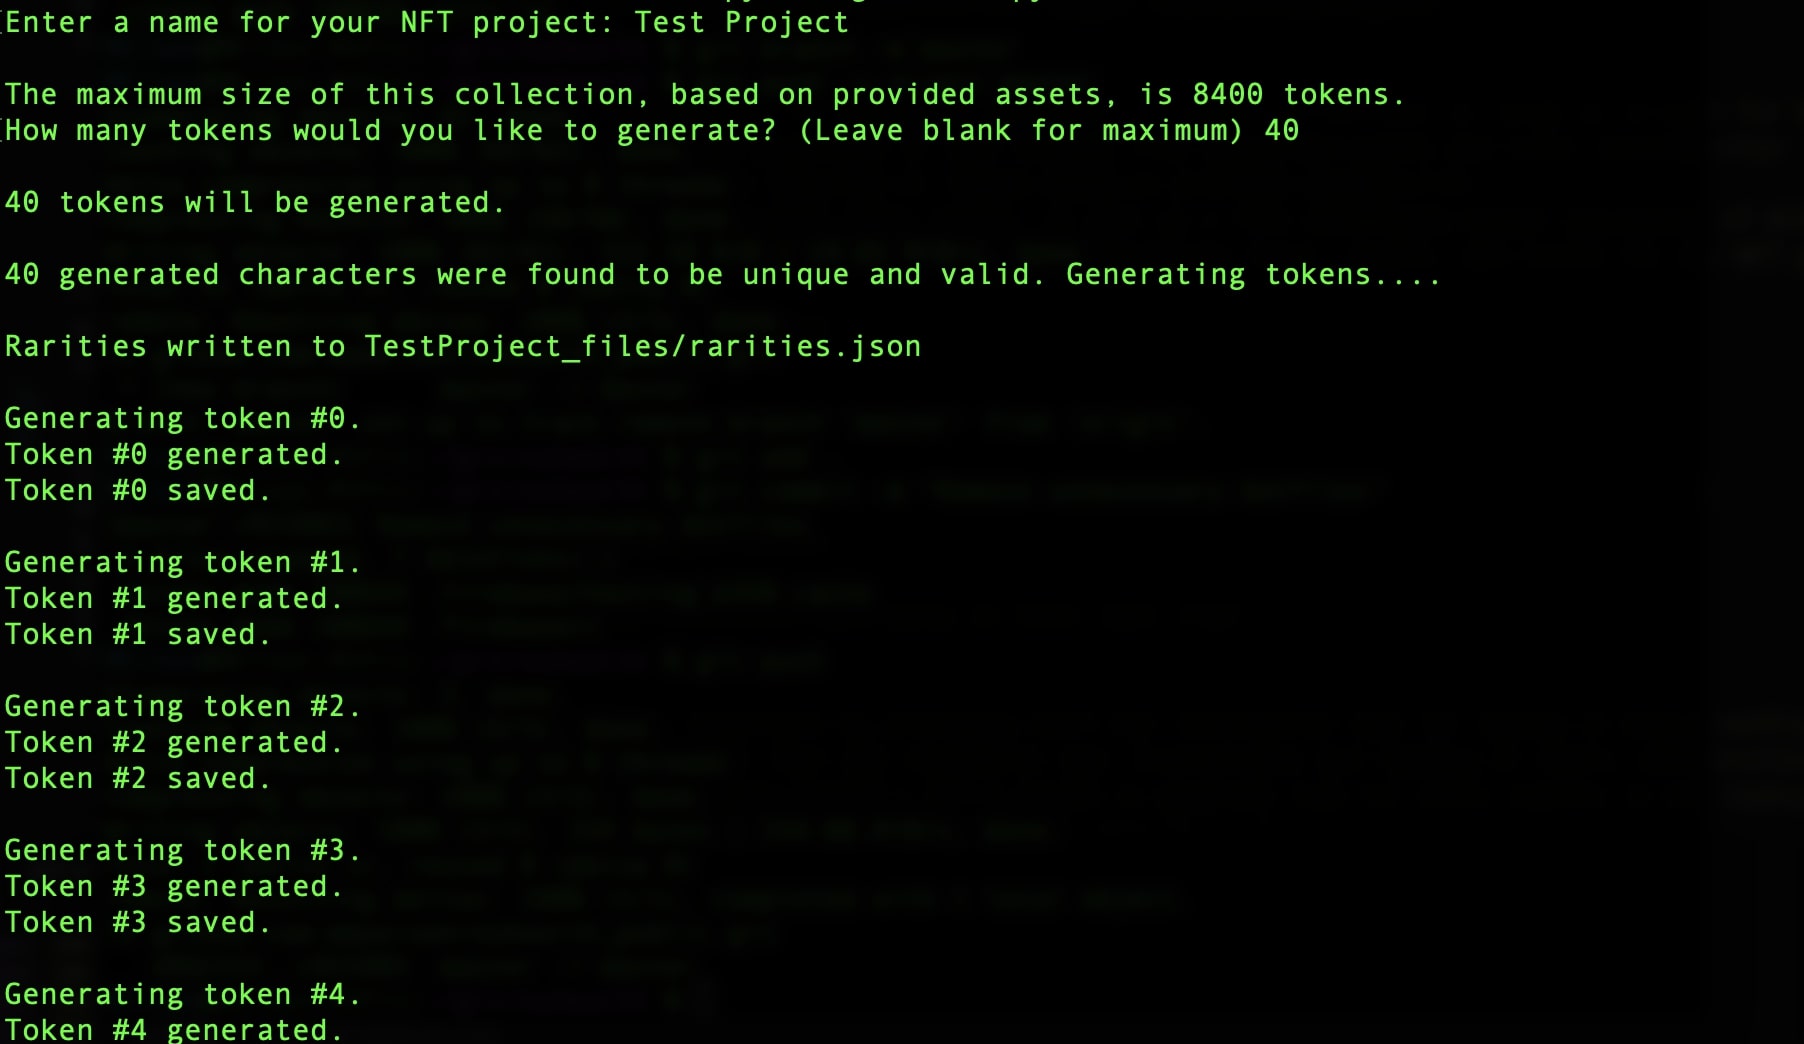 Enter a name for your NFT project: Test Project
The maximum size of this collection, based on provided assets, is 8400 tokens.
How many tokens would you like to generate? (Leave blank for maximum) 40
40 tokens will be generated.
40 generated characters were found to be unique and valid. Generating tokens....
Rarities written to TestProject_files/rarities.json
Generating token #0.
Token #0 generated.
Token #0 saved.
Generating token #1.
Token #1 generated.
Token #1 saved.
Generating token #2.
Token #2 generated.
Token #2 saved.
Generating token #3.
Token #3 generated.
Token #3 saved.
Generating token #4.
Token #4 generated.